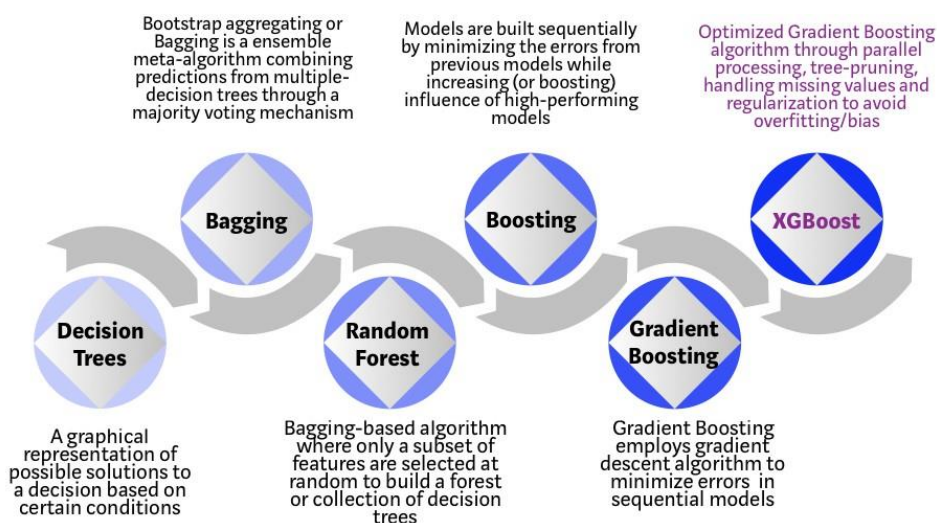 Bootstrap aggregating or
Bagging is a ensemble
meta-algorithm combining
predictions from multiple-
decision trees through a
majority voting mechanism
Models are built sequentially
by minimizing the errors from
previous models while
increasing (or boosting)
influence of high-performing
models
Optimized Gradient Boosting
algorithm through parallel
processing, tree-pruning,
handling missing values and
regularization to avoid
overfitting/bias
Bagging
Boosting
XGBoost
Decision
Trees
Random
Forest
Gradient
Boosting
A graphical
representation of
possible solutions to
a decision based on
certain conditions
Bagging-based algorithm
where only a subset of
features are selected at
random to build a forest
or collection of decision
trees
Gradient Boosting
employs gradient
descent algorithm to
minimize errors in
sequential models